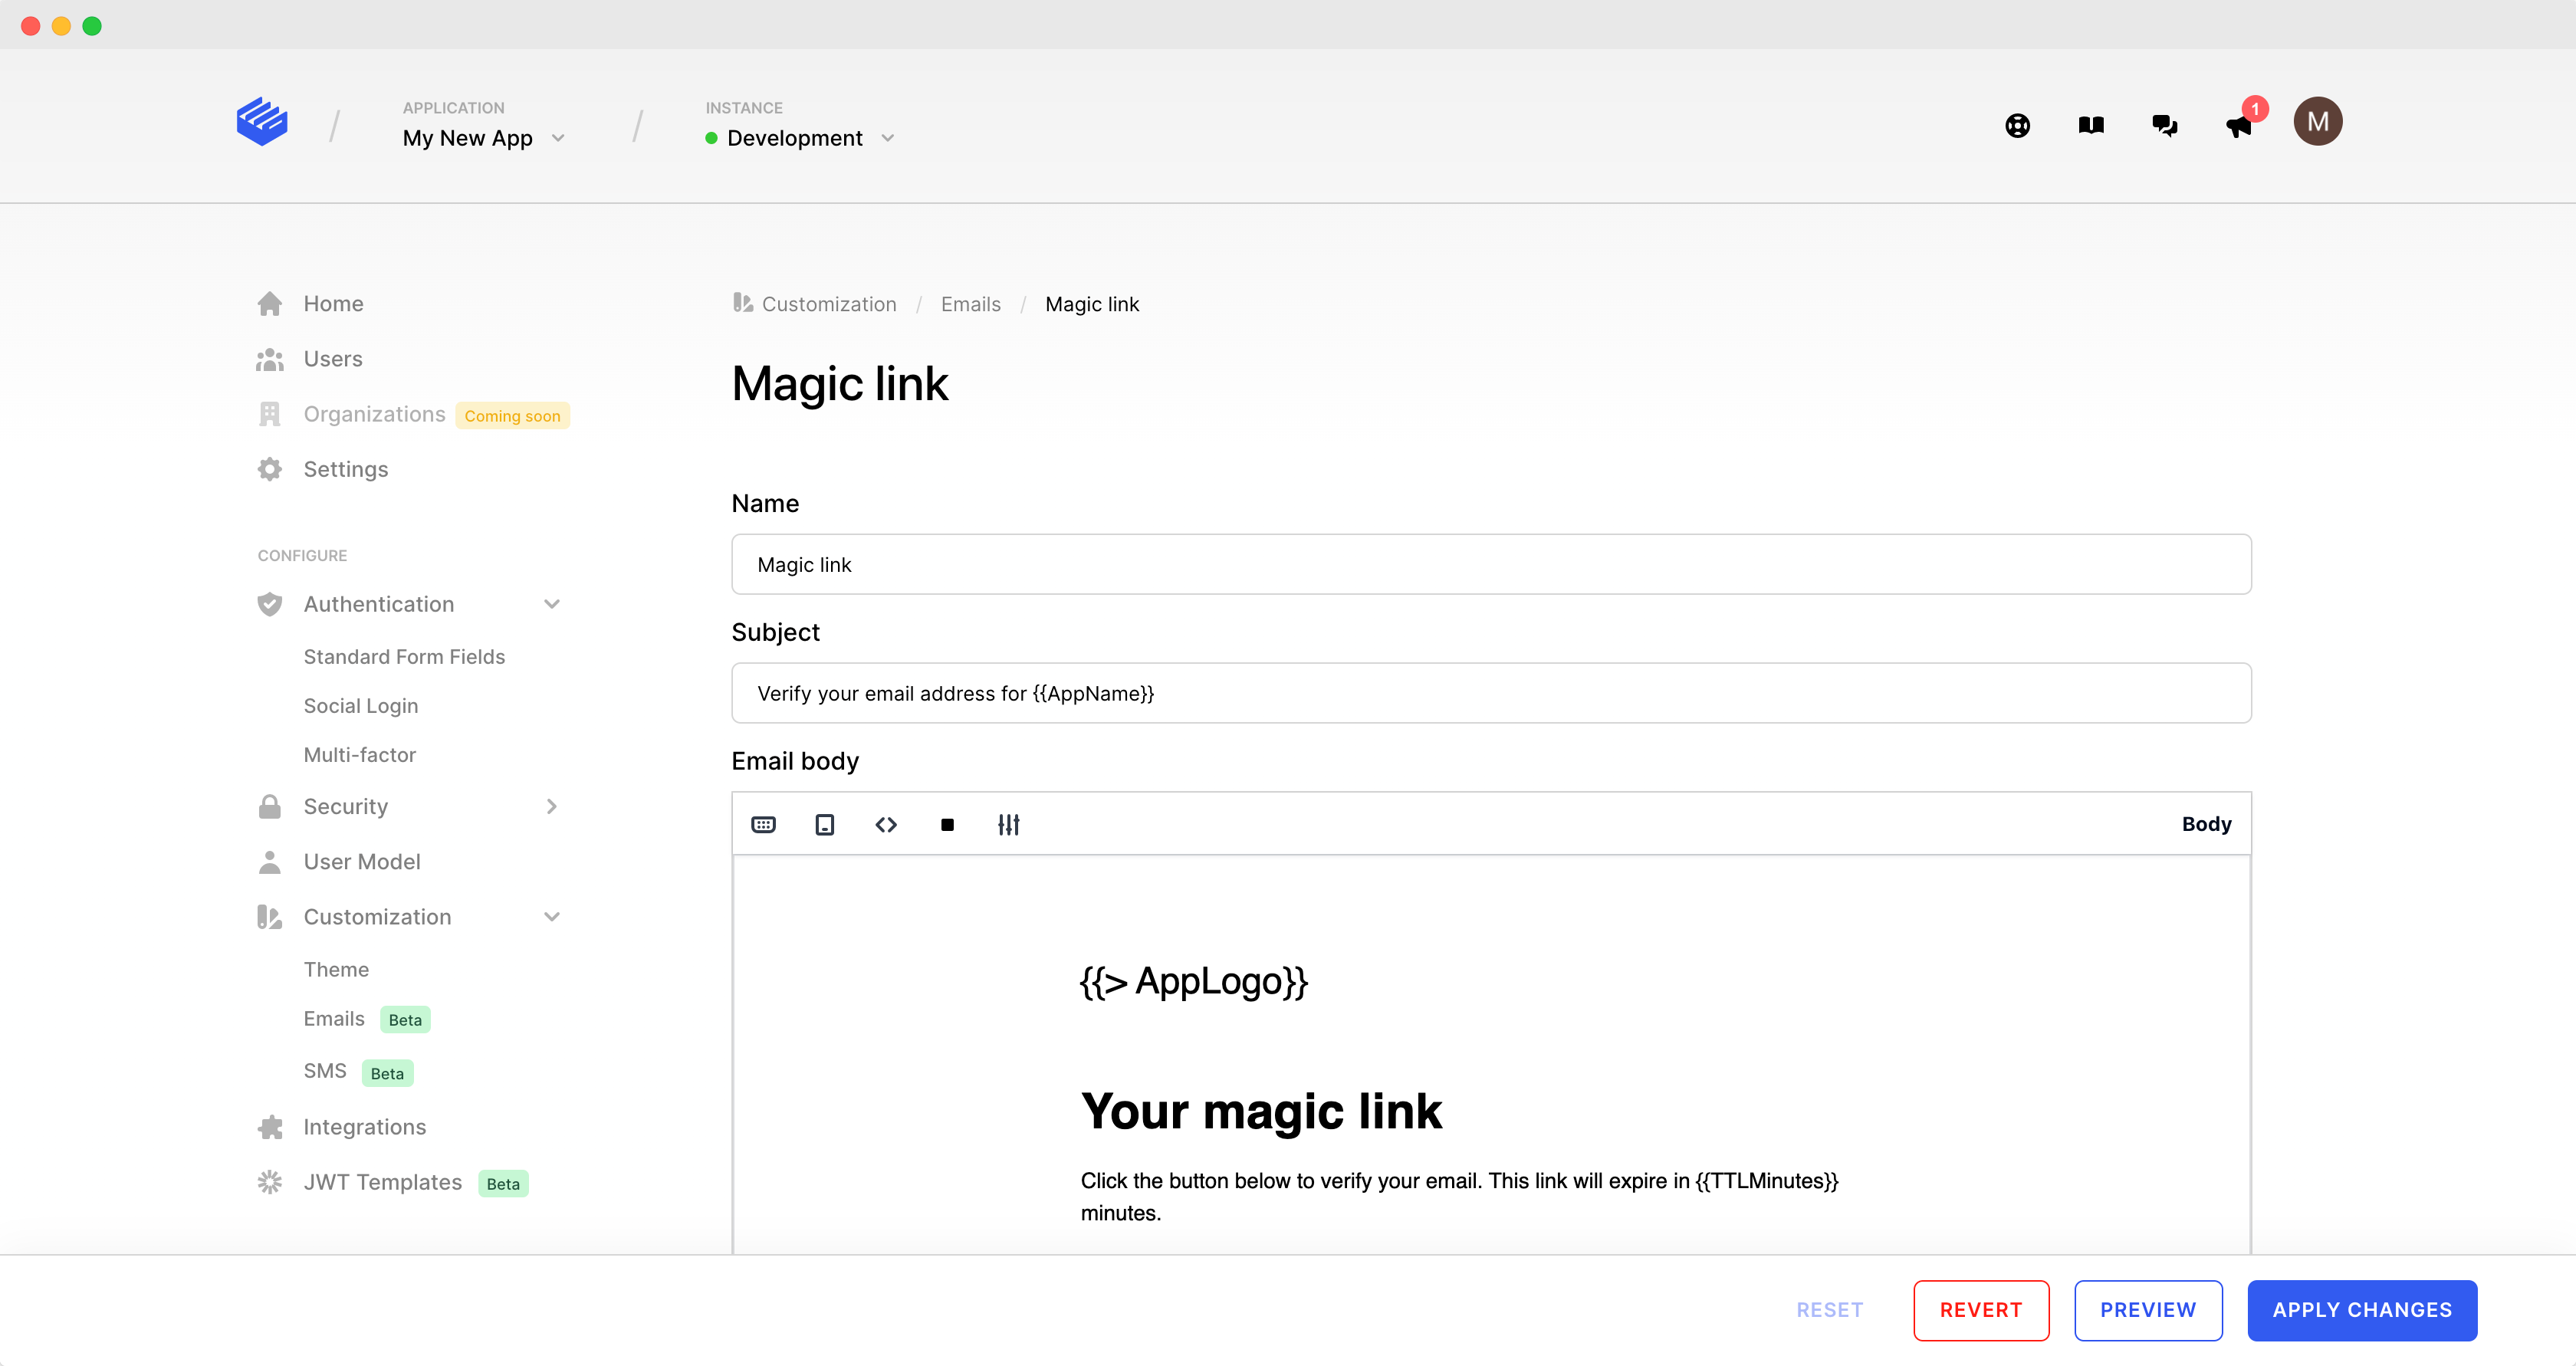 APPLICATION
My New App
INSTANCE
Development
1
M
Home
Users
Organizations Coming soon
Settings
CONFIGURE
Authentication
Standard Form Fields
Social Login
Multi-factor
Security
User Model
Customization
Theme
Emails Beta
SMS Beta
Integrations
JWT Templates Beta
Customization / Emails / Magic link
Magic link
Name
Magic link
Subject
Verify your email address for {{AppName}}
Email body
Body
{{> AppLogo}}
Your magic link
Click the button below to verify your email. This link will expire in {{TTLMinutes}}
minutes.
RESET
REVERT
PREVIEW
APPLY CHANGES